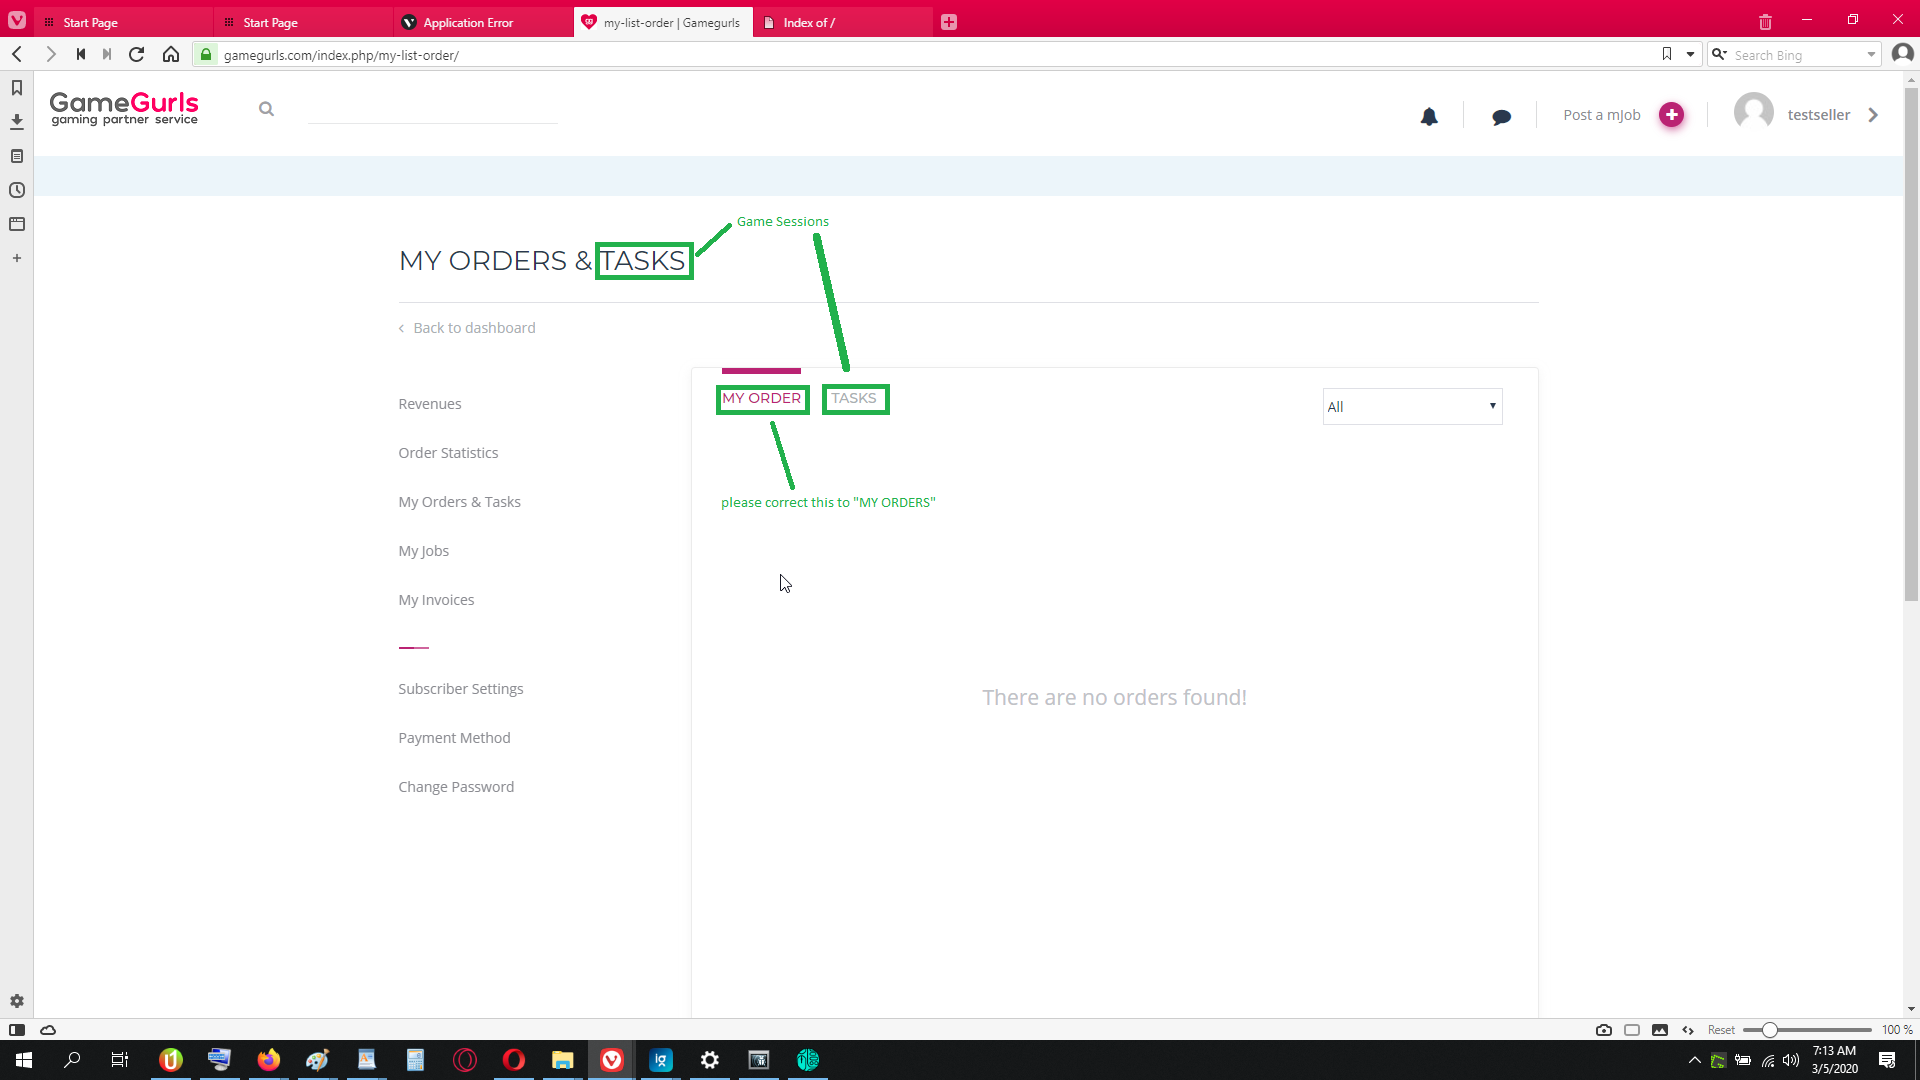 Start Page
Start Page
Application Error
my-list-order | Gamegurls
Index of /
gamegurls.com/index.php/my-list-order/
Search Bing
GameGurls
gaming partner service
Post a mJob
testseller
Game Sessions
MY ORDERS & TASKS
Back to dashboard
MY ORDER
TASKS
All
Revenues
Order Statistics
My Orders & Tasks
please correct this to "MY ORDERS"
My Jobs
My Invoices
Subscriber Settings
There are no orders found!
Payment Method
Change Password
Reset
100 %
7:13 AM
3/5/2020